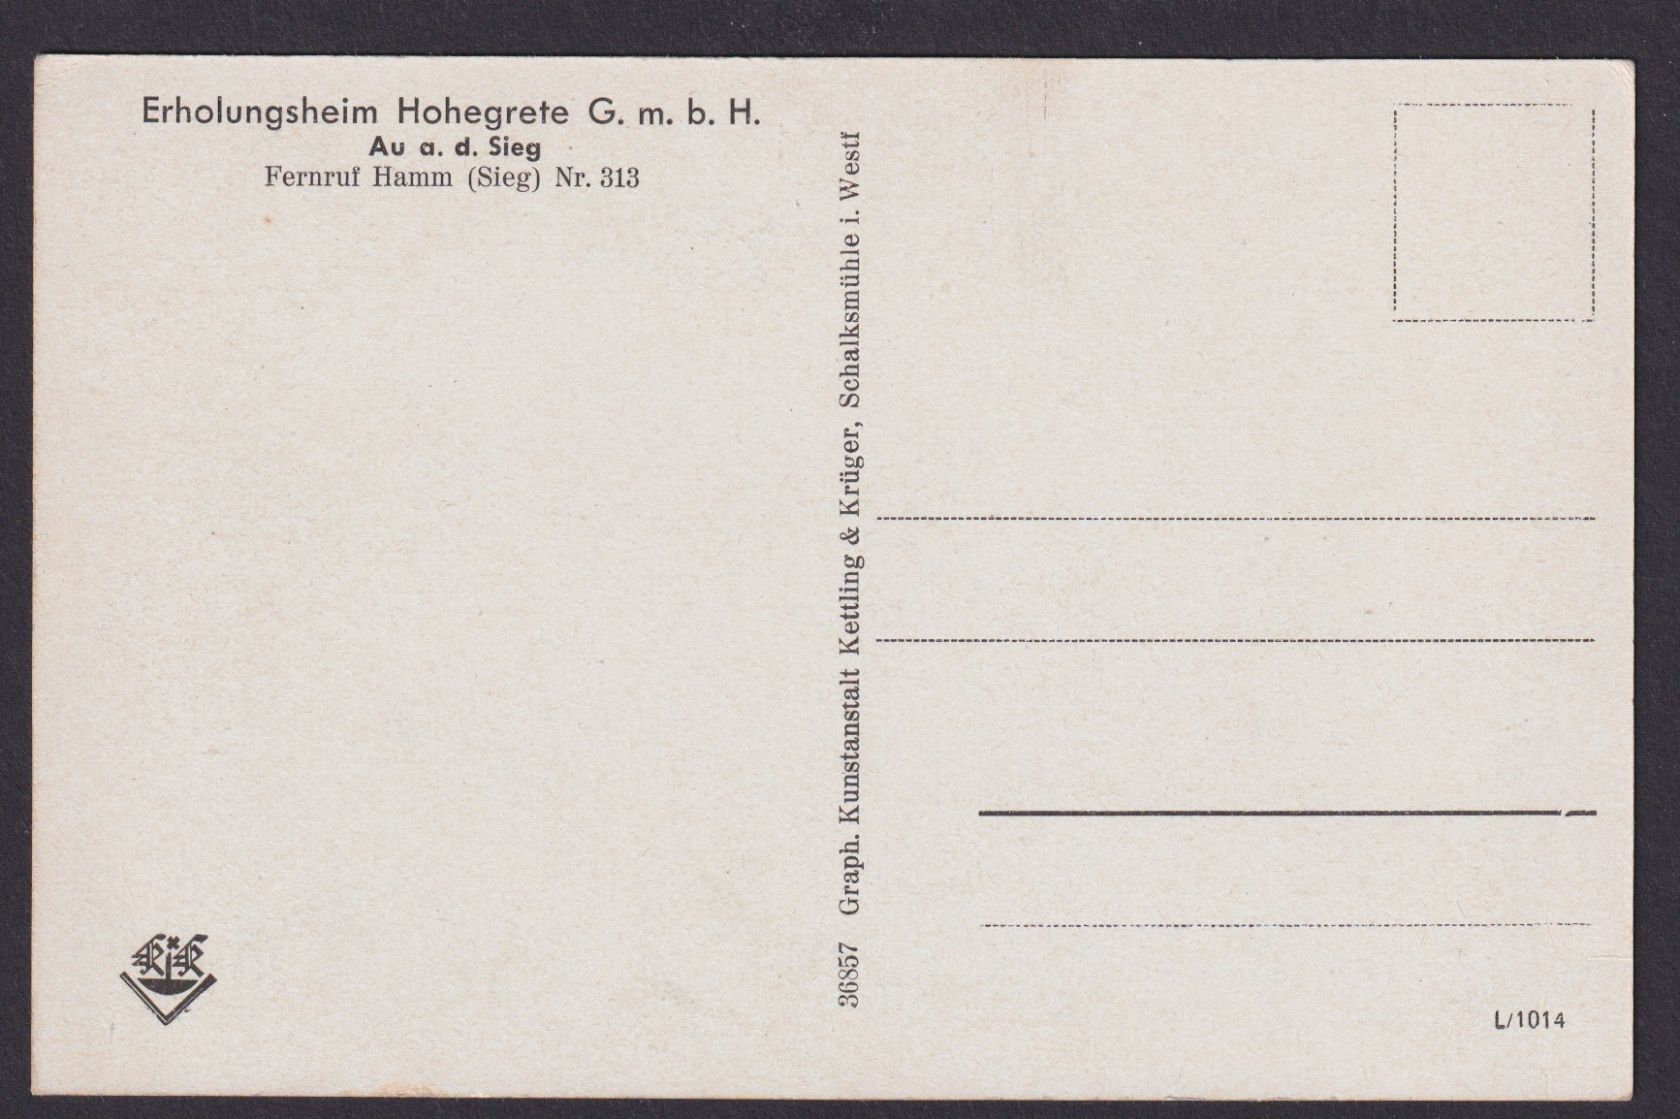 Erholungsheim Hohegrete G. m. b. H.
Au a. d. Sieg
Fernruf Hamm (Sieg) Nr. 313
36857 Graph. Kunstanstalt Kettling & Krüger, Schalksmühle i. Westf
L/1014